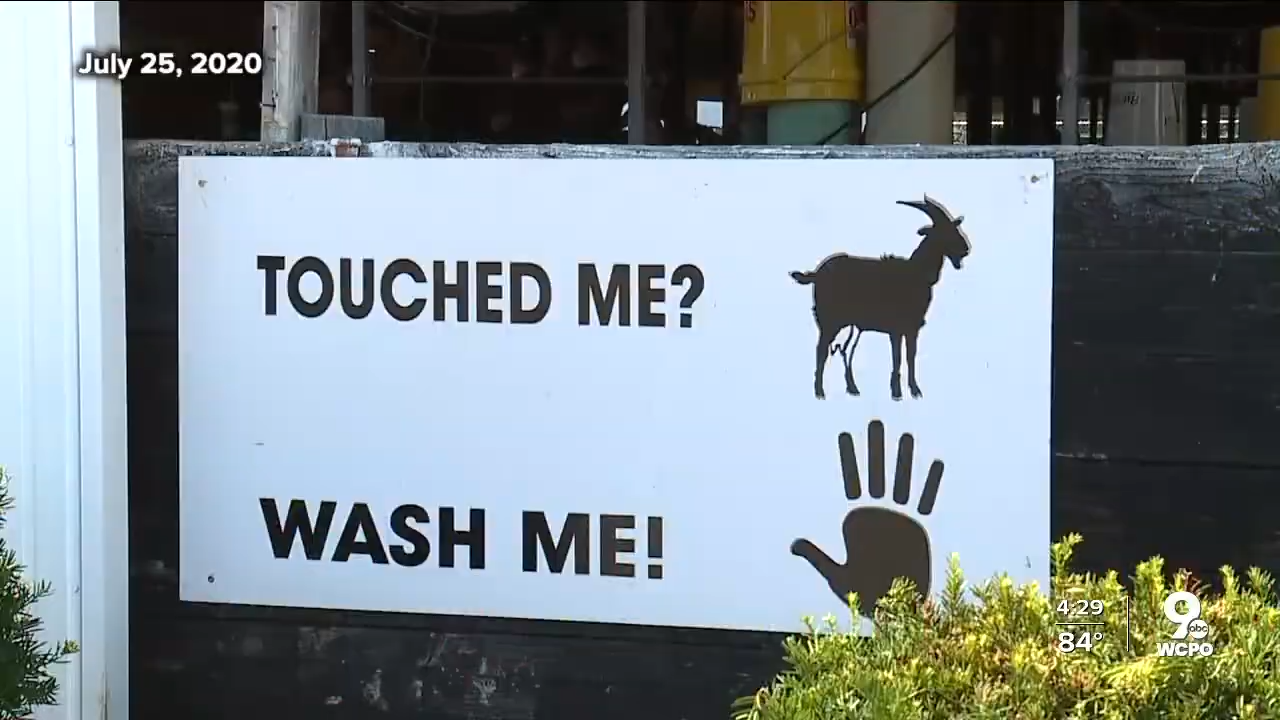 July 25, 2020
TOUCHED ME?
WASH ME!
4:29
84°
9 abc
WCPO